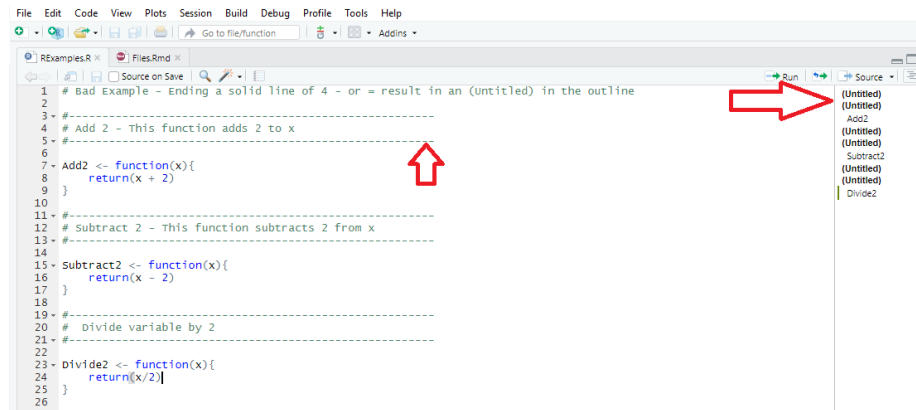 File Edit Code View Plots Session Build Debug Profile Tools Help
Go to file/function Addins
RExamples.R × Files.Rmd ×
Source on Save Run Source
1 # Bad Example - Ending a solid line of 4 - or = result in an (Untitled) in the outline
2
3 #-------------------------------------------------------
4 # Add 2 - This function adds 2 to x
5 #-------------------------------------------------------
6
7 Add2 <- function(x){
8 return(x + 2)
9 }
10
11 #-------------------------------------------------------
12 # Subtract 2 - This function subtracts 2 from x
13 #-------------------------------------------------------
14
15 Subtract2 <- function(x){
16 return(x - 2)
17 }
18
19 #-------------------------------------------------------
20 #  Divide variable by 2
21 #-------------------------------------------------------
22
23 Divide2 <- function(x){
24 return(x/2)
25 }
26
(Untitled)
(Untitled)
Add2
(Untitled)
(Untitled)
Subtract2
(Untitled)
(Untitled)
Divide2